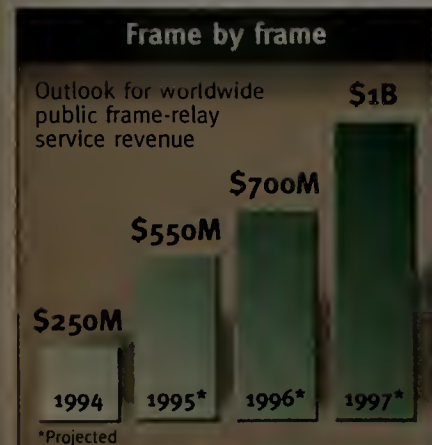 Frame by frame
Outlook for worldwide
public frame-relay
service revenue
$1B
$700M
$550M
$250M
1994
1995*
1996*
1997*
*Projected